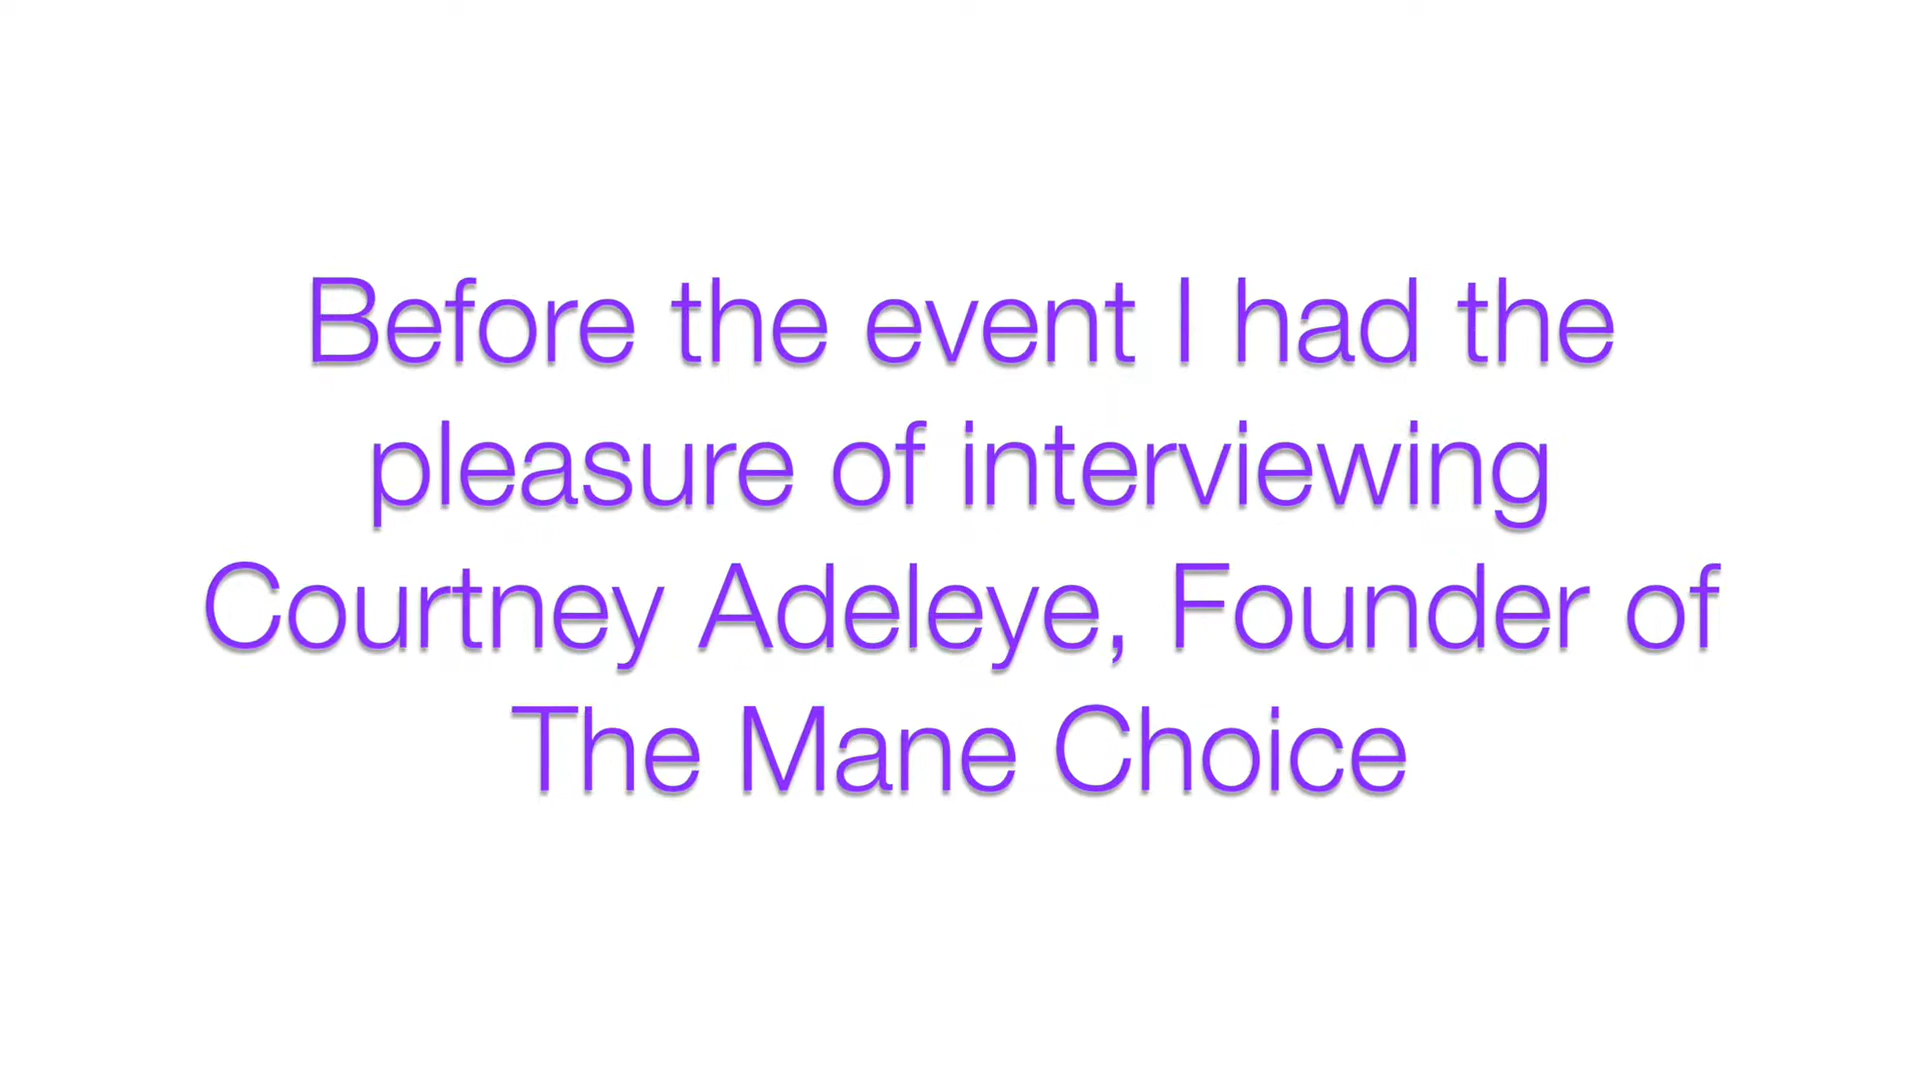 Before the event I had the
pleasure of interviewing
Courtney Adeleye, Founder of
The Mane Choice